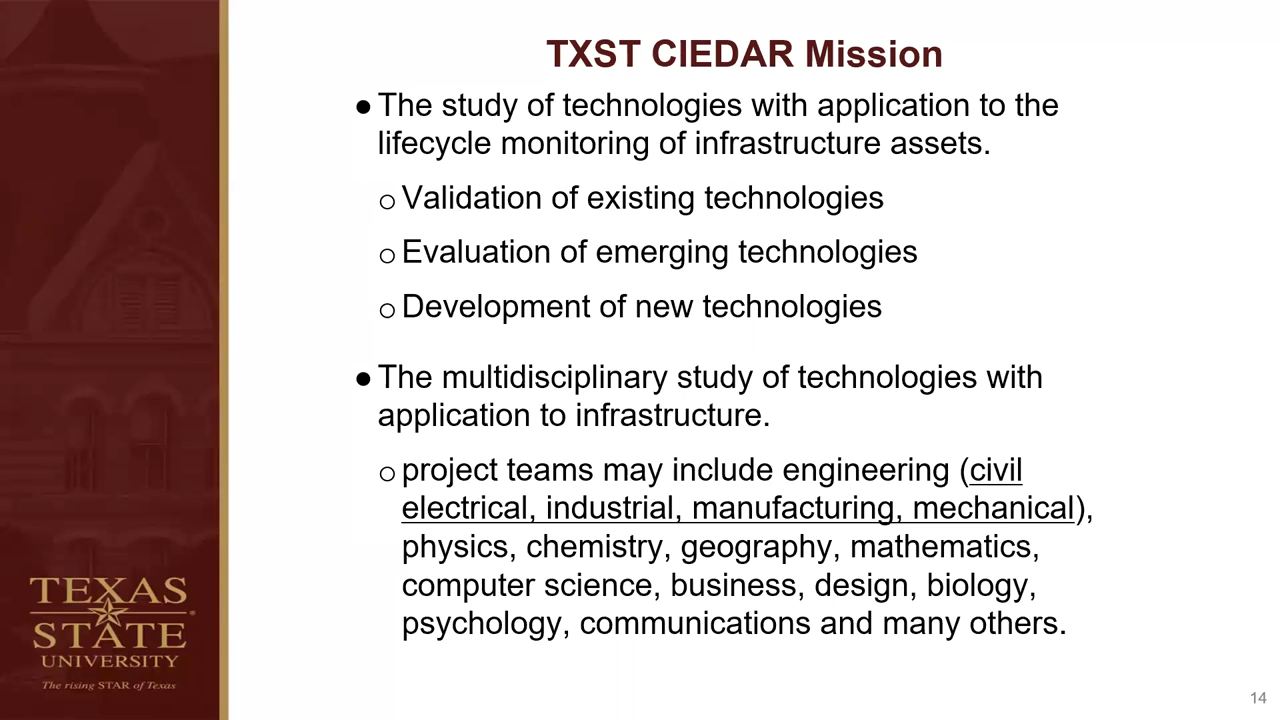 TXST CIEDAR Mission
● The study of technologies with application to the
lifecycle monitoring of infrastructure assets.
o Validation of existing technologies
o Evaluation of emerging technologies
o Development of new technologies
● The multidisciplinary study of technologies with
application to infrastructure.
o project teams may include engineering (civil
electrical, industrial, manufacturing, mechanical),
physics, chemistry, geography, mathematics,
computer science, business, design, biology,
psychology, communications and many others.
TEXAS
STATE
UNIVERSITY
The rising STAR of Texas
14